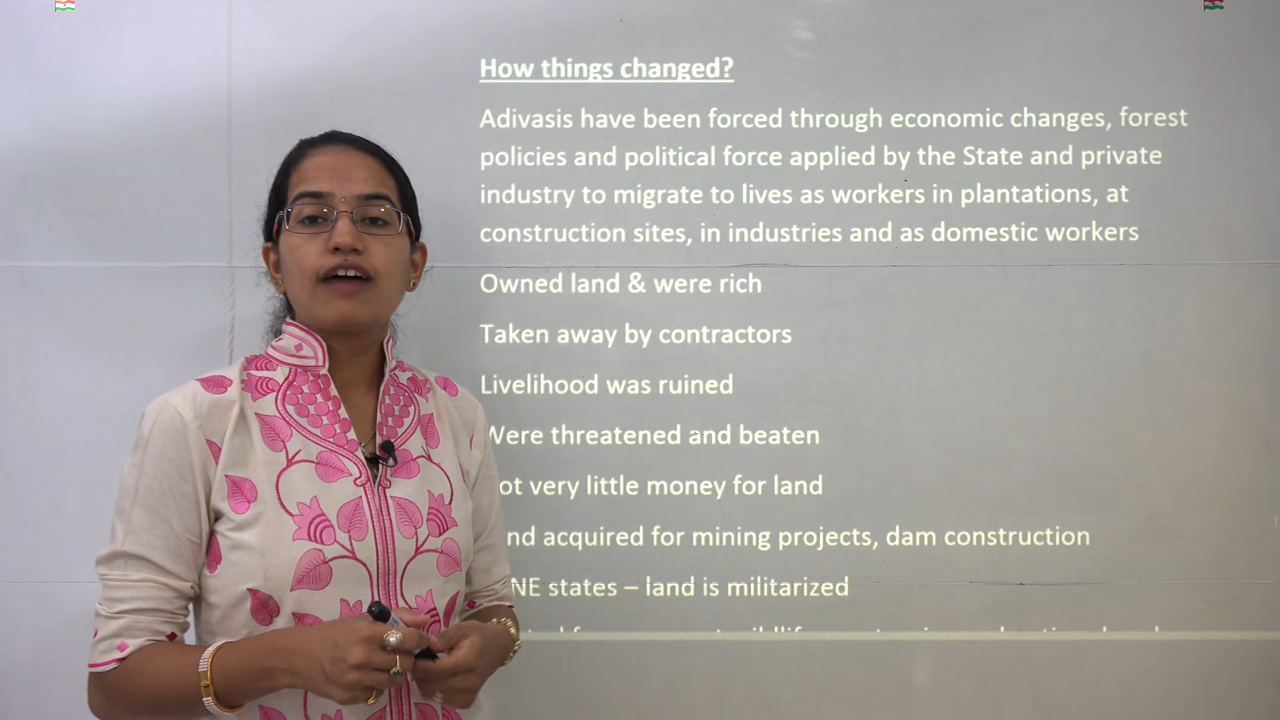 How things changed?
Adivasis have been forced through economic changes, forest
policies and political force applied by the State and private
industry to migrate to lives as workers in plantations, at
construction sites, in industries and as domestic workers
Owned land & were rich
Taken away by contractors
Livelihood was ruined
Were threatened and beaten
very little money for land
acquired for mining projects, dam construction
NE states – land is militarized